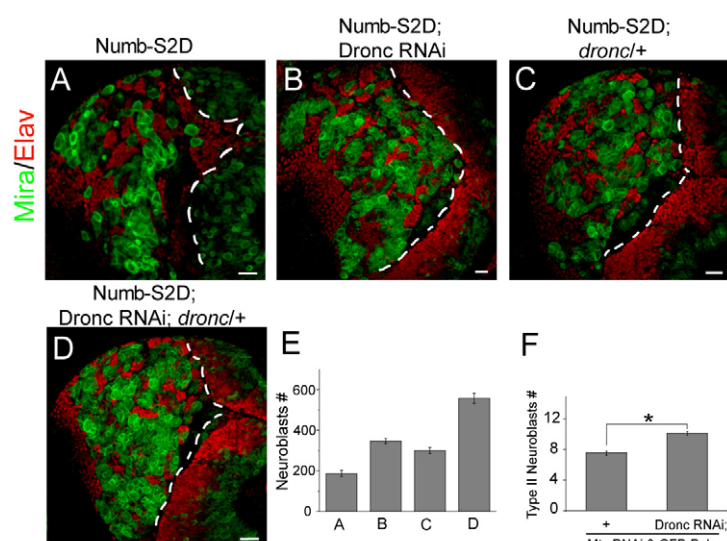 Numb-S2D
Numb-S2D;
Dronc RNAi
Numb-S2D;
dronc/+
A
B
C
Mira/Elav
Numb-S2D;
Dronc RNAi; dronc/+
D
E
F
Neuroblasts #
600
400
200
0
A B C D
Type II Neuroblasts #
12
8
4
0
*
+ Dronc RNAi;